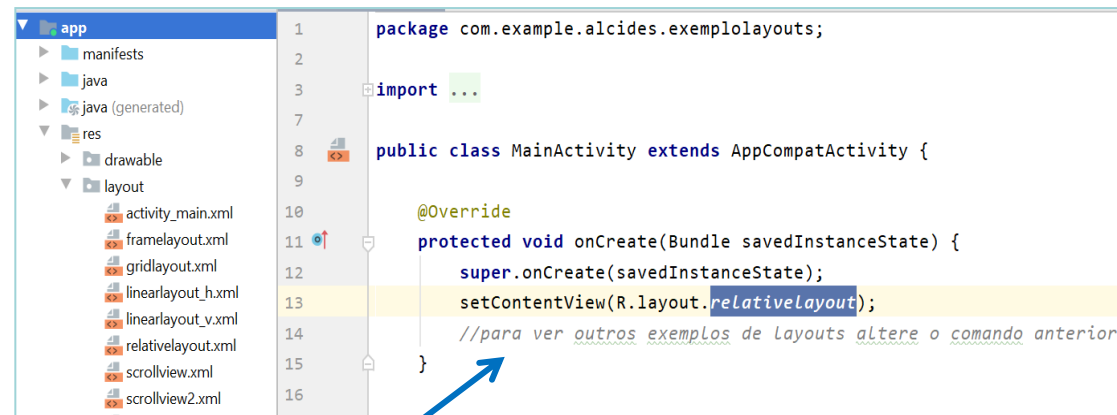 app
manifests
java
java (generated)
res
drawable
layout
activity_main.xml
framelayout.xml
gridlayout.xml
linearlayout_h.xml
linearlayout_v.xml
relativelayout.xml
scrollview.xml
scrollview2.xml
1 package com.example.alcides.exemplolayouts;
2
3 import ...
7
8 public class MainActivity extends AppCompatActivity {
9
10 @Override
11 protected void onCreate(Bundle savedInstanceState) {
12 super.onCreate(savedInstanceState);
13 setContentView(R.layout.relativelayout);
14 //para ver outros exemplos de layouts altere o comando anterior
15 }
16